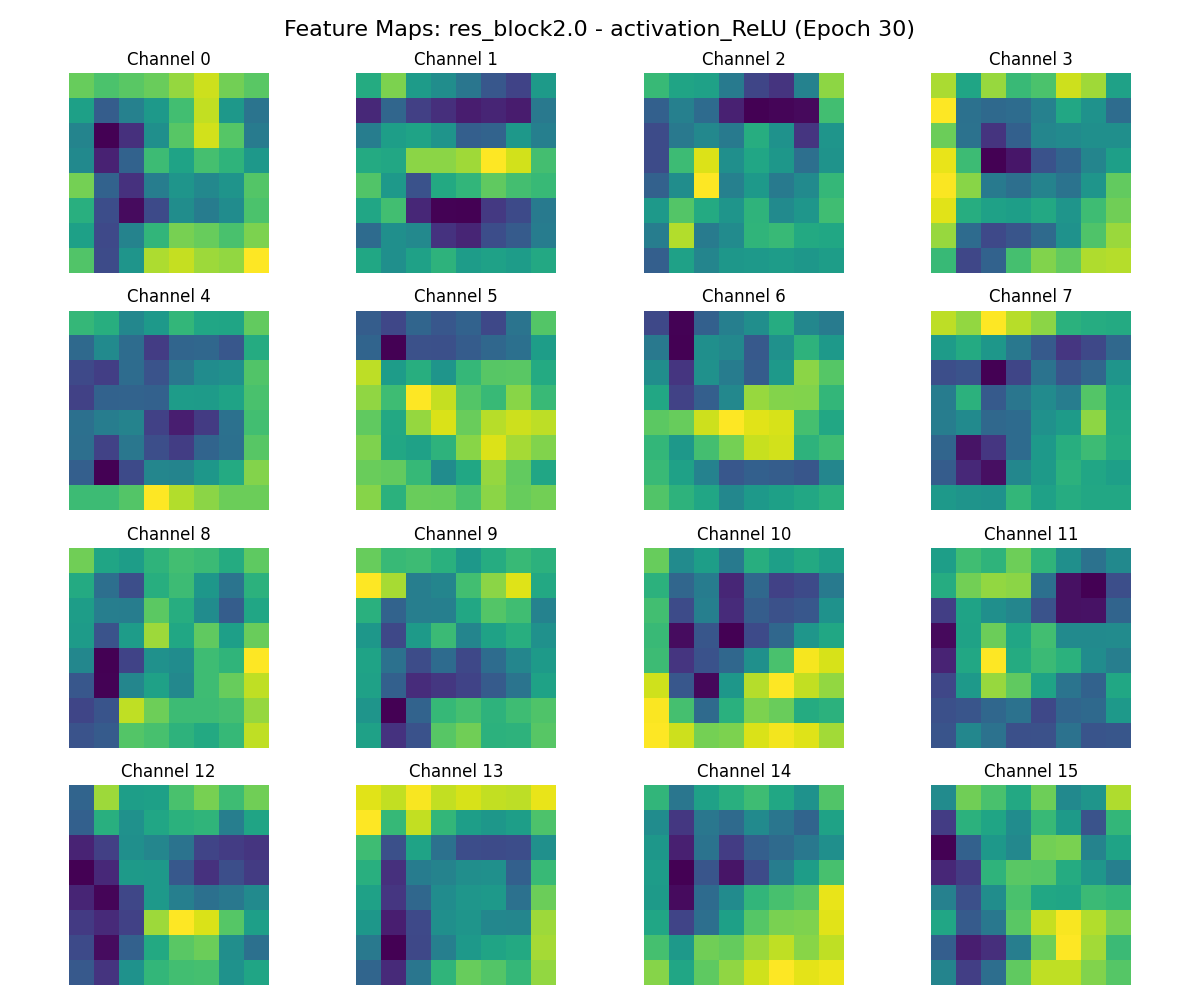 Feature Maps: res_block2.0 - activation_ReLU (Epoch 30)
Channel 0
Channel 1
Channel 2
Channel 3
Channel 4
Channel 5
Channel 6
Channel 7
Channel 8
Channel 9
Channel 10
Channel 11
Channel 12
Channel 13
Channel 14
Channel 15